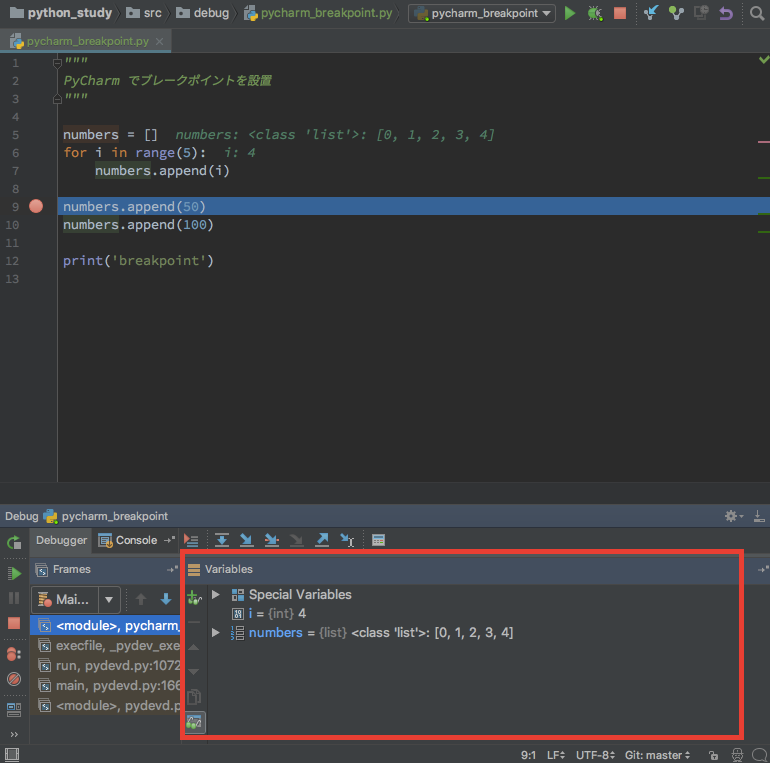 python_study src debug pycharm_breakpoint.py pycharm_breakpoint
pycharm_breakpoint.py
1 """
2 PyCharm でブレークポイントを設置
3 """
4
5 numbers = [] numbers: <class 'list'>: [0, 1, 2, 3, 4]
6 for i in range(5): i: 4
7 numbers.append(i)
8
9 numbers.append(50)
10 numbers.append(100)
11
12 print('breakpoint')
13
Debug pycharm_breakpoint
Debugger Console
Frames
Variables
Mai...
<module>, pycharm_
execfile, _pydev_exe
run, pydevd.py:1072
main, pydevd.py:166
<module>, pydevd.p
Special Variables
i = {int} 4
numbers = {list} <class 'list'>: [0, 1, 2, 3, 4]
9:1 LF UTF-8 Git: master